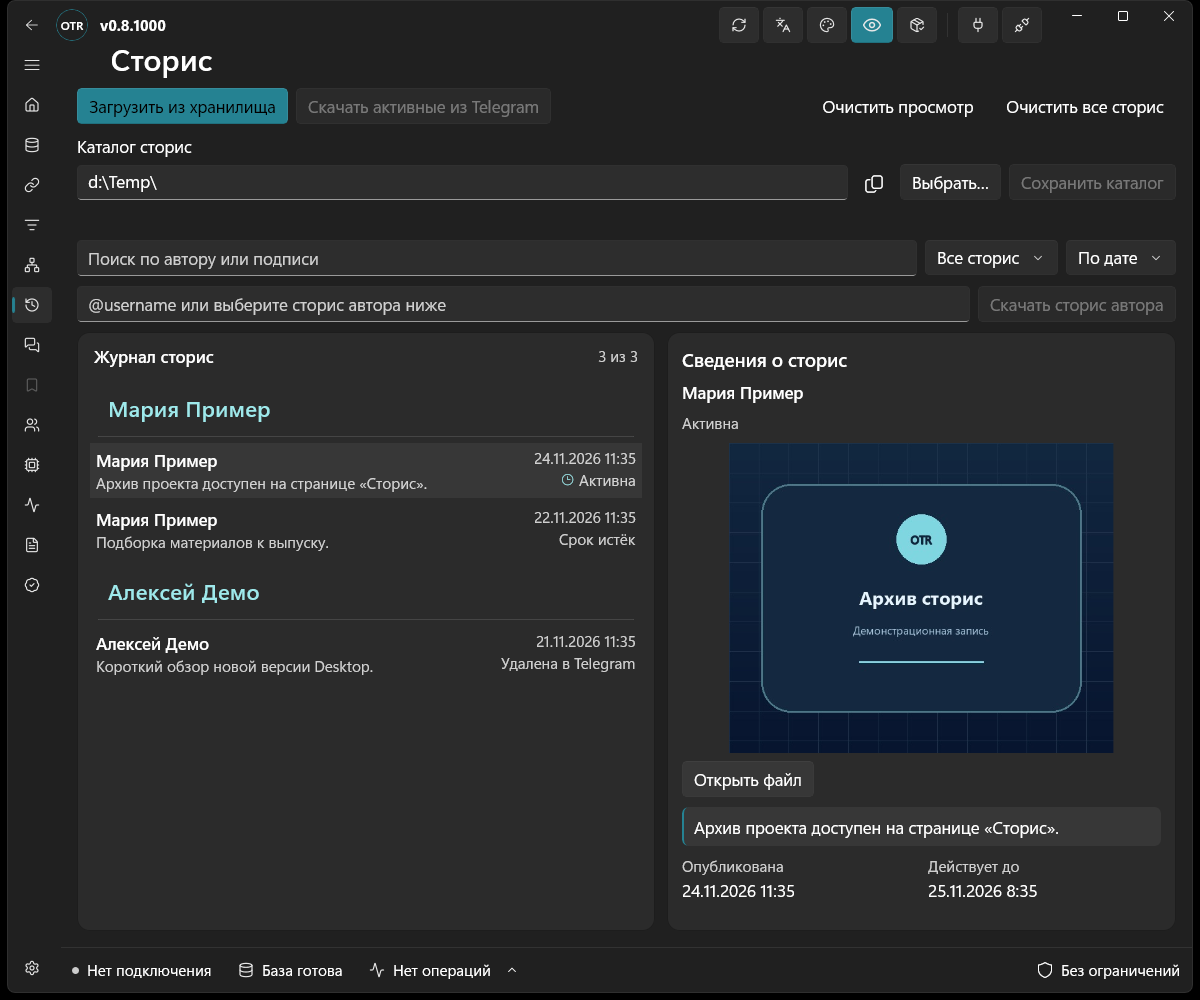 OTR v0.8.1000
Сторис
Загрузить из хранилища Скачать активные из Telegram Очистить просмотр Очистить все сторис
Каталог сторис
d:\Temp\ Выбрать... Сохранить каталог
Поиск по автору или подписи Все сторис По дате
@username или выберите сторис автора ниже Скачать сторис автора
Журнал сторис 3 из 3
Мария Пример
Мария Пример 24.11.2026 11:35
Архив проекта доступен на странице «Сторис». Активна
Мария Пример 22.11.2026 11:35
Подборка материалов к выпуску. Срок истёк
Алексей Демо
Алексей Демо 21.11.2026 11:35
Короткий обзор новой версии Desktop. Удалена в Telegram
Сведения о сторис
Мария Пример
Активна
OTR
Архив сторис
Демонстрационная запись
Открыть файл
Архив проекта доступен на странице «Сторис».
Опубликована Действует до
24.11.2026 11:35 25.11.2026 8:35
Нет подключения База готова Нет операций Без ограничений